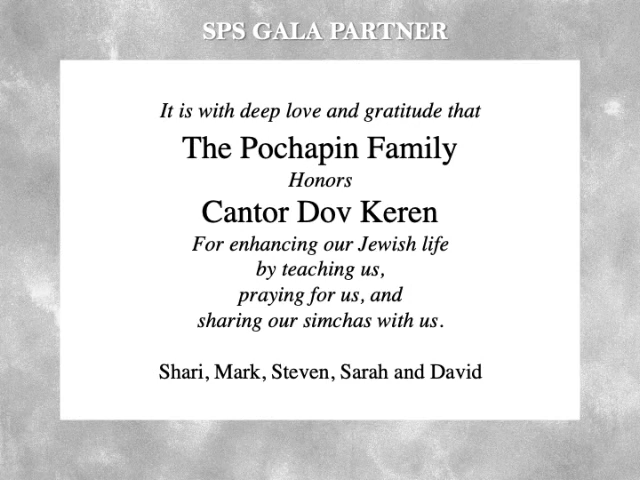 SPS GALA PARTNER
It is with deep love and gratitude that
The Pochapin Family
Honors
Cantor Dov Keren
For enhancing our Jewish life
by teaching us,
praying for us, and
sharing our simchas with us.
Shari, Mark, Steven, Sarah and David